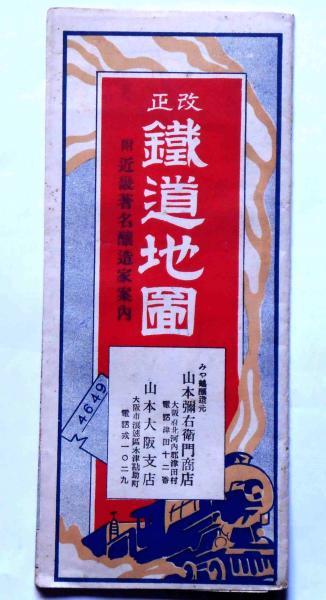 改正
鐵道地圖
附近畿著名釀造家案內
みや鶴釀造元
山本彌右衛門商店
大阪府北河內郡津田村
電話津田十二番
山本大阪支店
大阪市浪速區木津勘助町
電話戎一〇二九
4649